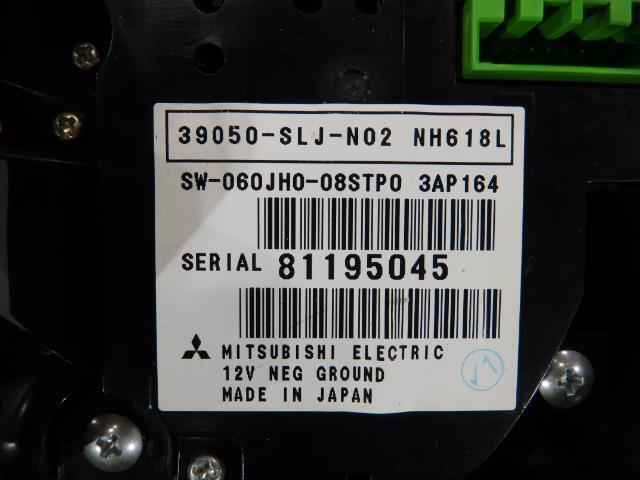 39050-SLJ-N02 NH618L
SW-060JH0-08STP0 3AP164
SERIAL 81195045
MITSUBISHI ELECTRIC
12V NEG GROUND
MADE IN JAPAN